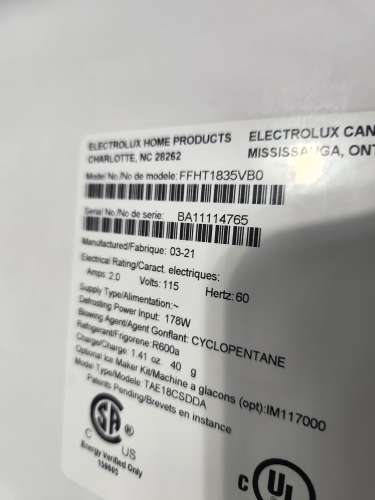 ELECTROLUX HOME PRODUCTS
CHARLOTTE, NC 28262
ELECTROLUX CAN
MISSISSAUGA, ONT
Model No/No de modele: FFHT1835VB0
Serial No./No de serie: BA11114765
Manufactured/Fabrique: 03-21
Electrical Rating/Caract. electriques:
Amps: 2.0 Volts: 115 Hertz: 60
Supply Type/Alimentation:~
Defrosting Power Input: 178W
Blowing Agent/Agent Gonflant: CYCLOPENTANE
Refrigerant/Frigorene: R600a
Charge/Charge: 1.41 oz. 40 g
Optional Ice Maker Kit/Machine a glacons (opt):IM117000
Model Type/Modele: TAE18CSDDA
Patents Pending/Brevets en instance
SA
C US
Energy Verified Only
C UL